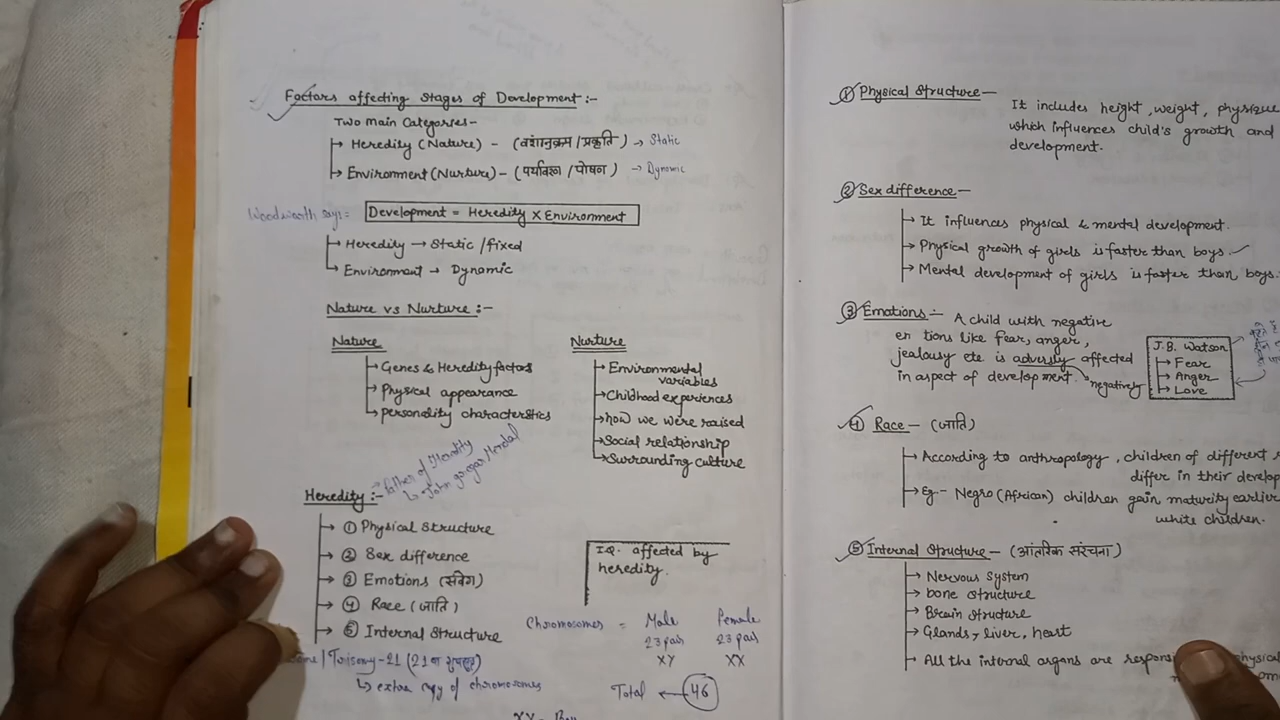 Factors affecting Stages of Development :-
Two Main Categories-
Heredity (Nature) - (वंशानुक्रम / प्रकृति) → Static
Environment (Nurture) - (पर्यावरण / पोषण) → Dynamic
Woodworth says:- Development = Heredity X Environment
Heredity → Static / fixed
Environment → Dynamic
Nature vs Nurture :-
Nature
Genes & Heredity factors
Physical appearance
personality characterstics
Nurture
Environmental
variables
Childhood experiences
how we were raised
Social relationship
Surrounding culture
Heredity :-
father of Heredity
John Mendal
① Physical Structure
② Sex difference
③ Emotions (संवेग)
④ Race (जाति)
⑤ Internal Structure
I.Q. affected by
heredity.
Chromosomes = Male Female
23 pair 23 pair
XY XX
Total ← 46
/ Trisomy-21 (21
extra copy of chromosomes
① Physical Structure —
It includes height, weight, physique
which influences child's growth and
development.
② Sex difference —
It influences physical & mental development.
Physical growth of girls is faster than boys.
Mental development of girls is faster than boys.
③ Emotions :- A child with negative
tions like fear, anger,
jealousy etc is adversly affected
in aspect of development. negatively
J.B. Watson
Fear
Anger
Love
④ Race — (जाति)
According to anthropology, children of different
differ in their develop
Eg- Negro (African) children gain maturity earlier
white children.
⑤ Internal Structure — (आंतरिक संरचना)
Nervous System
bone structure
Brain structure
Glands, liver, heart
All the internal organs are respons physical